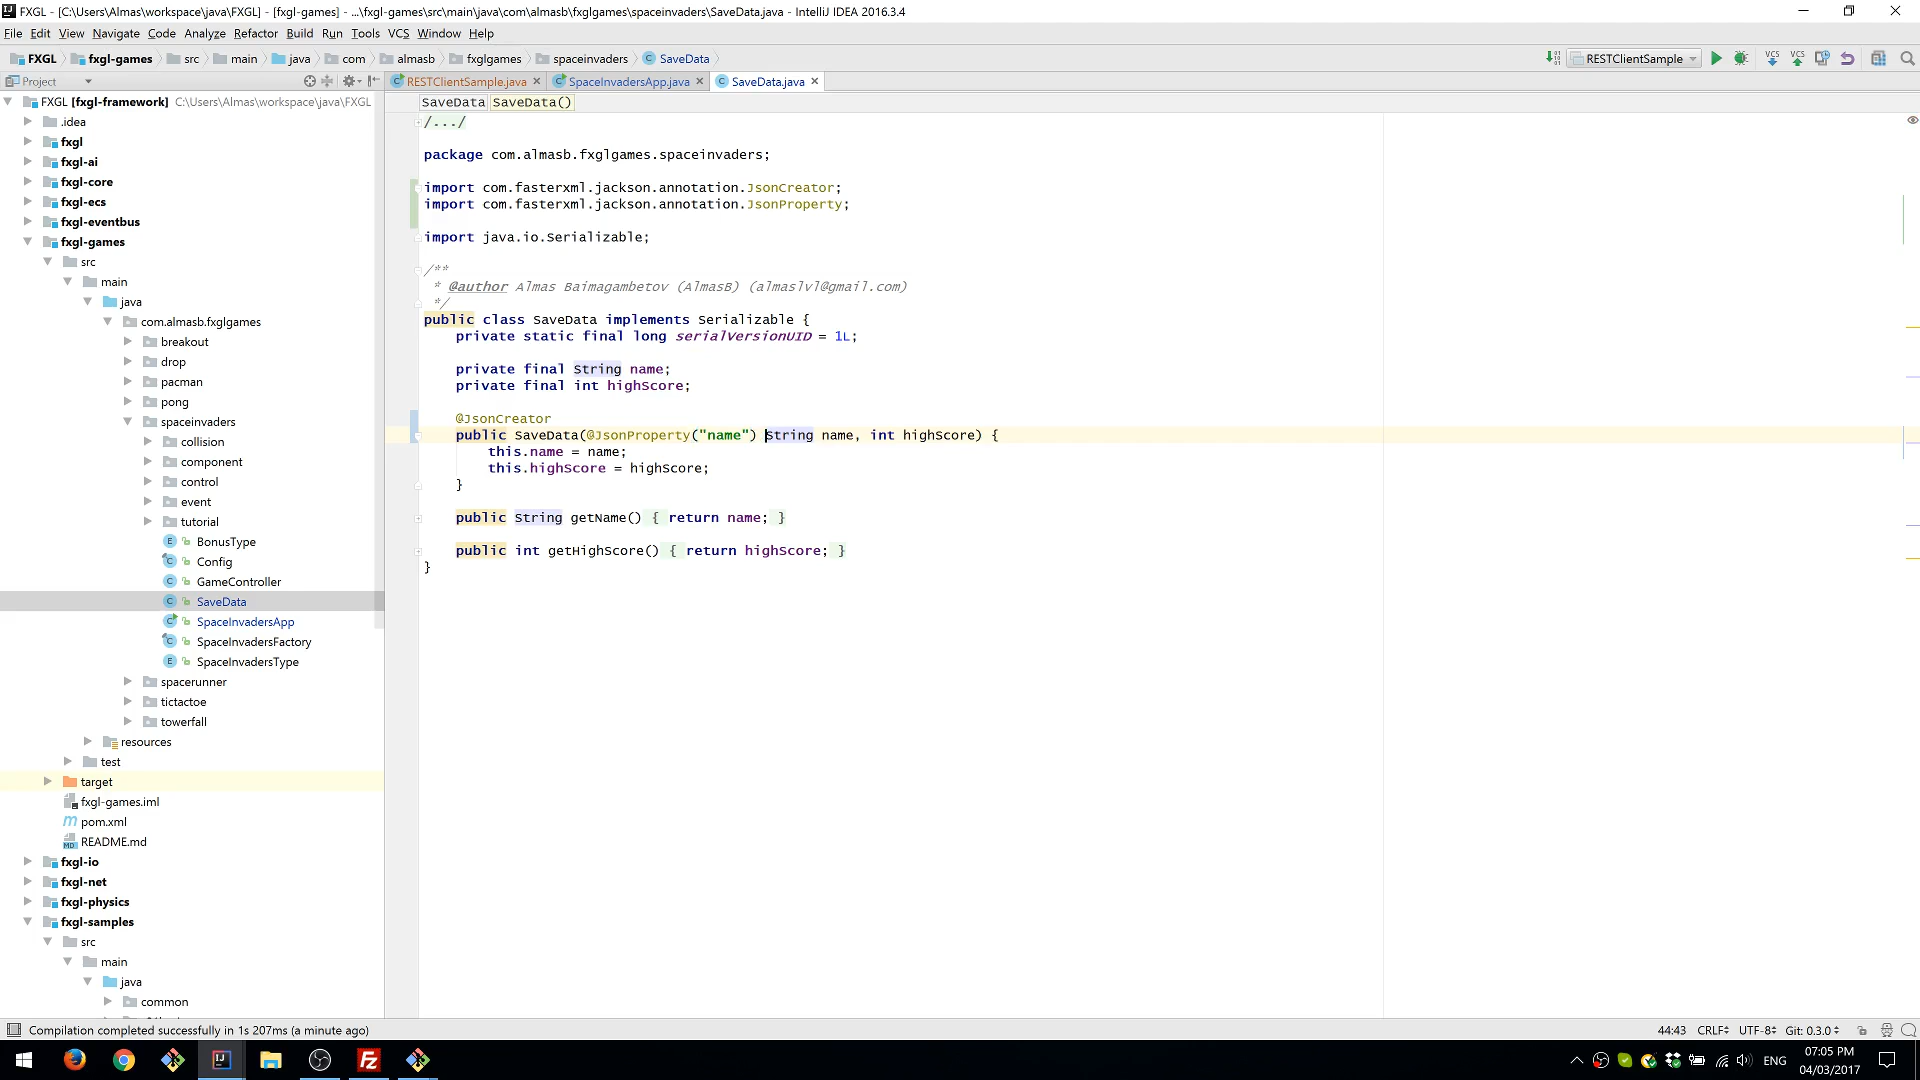 FXGL - [C:\Users\Almas\workspace\java\FXGL] - [fxgl-games] - ...\fxgl-games\src\main\java\com\almasb\fxglgames\spaceinvaders\SaveData.java - IntelliJ IDEA 2016.3.4
File Edit View Navigate Code Analyze Refactor Build Run Tools VCS Window Help
FXGL fxgl-games src main java com almasb fxglgames spaceinvaders SaveData RESTClientSample
Project RESTClientSample.java SpaceInvadersApp.java SaveData.java
FXGL [fxgl-framework] C:\Users\Almas\workspace\java\FXGL
.idea
fxgl
fxgl-ai
fxgl-core
fxgl-ecs
fxgl-eventbus
fxgl-games
src
main
java
com.almasb.fxglgames
breakout
drop
pacman
pong
spaceinvaders
collision
component
control
event
tutorial
BonusType
Config
GameController
SaveData
SpaceInvadersApp
SpaceInvadersFactory
SpaceInvadersType
spacerunner
tictactoe
towerfall
resources
test
target
fxgl-games.iml
pom.xml
README.md
fxgl-io
fxgl-net
fxgl-physics
fxgl-samples
src
main
java
common
SaveData SaveData()
/.../
package com.almasb.fxglgames.spaceinvaders;
import com.fasterxml.jackson.annotation.JsonCreator;
import com.fasterxml.jackson.annotation.JsonProperty;
import java.io.Serializable;
/**
* @author Almas Baimagambetov (AlmasB) (almaslvl@gmail.com)
*/
public class SaveData implements Serializable {
private static final long serialVersionUID = 1L;
private final String name;
private final int highScore;
@JsonCreator
public SaveData(@JsonProperty("name") String name, int highScore) {
this.name = name;
this.highScore = highScore;
}
public String getName() { return name; }
public int getHighScore() { return highScore; }
}
Compilation completed successfully in 1s 207ms (a minute ago) 44:43 CRLF UTF-8 Git: 0.3.0
ENG 07:05 PM
04/03/2017